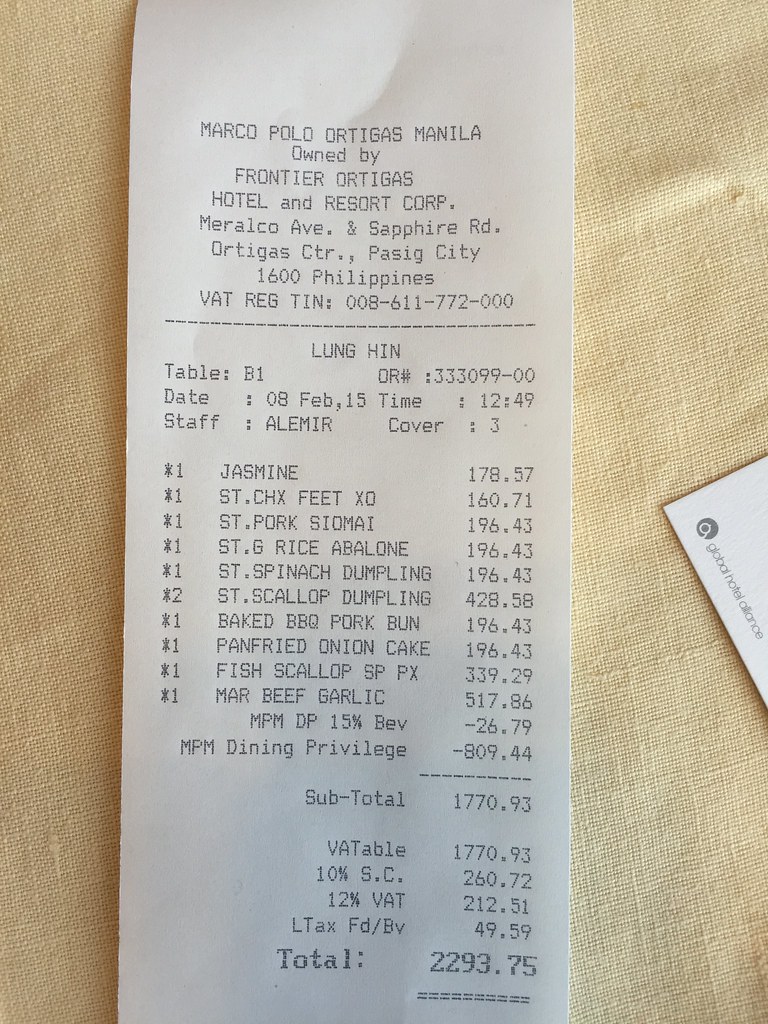 MARCO POLO ORTIGAS MANILA
Owned by
FRONTIER ORTIGAS
HOTEL and RESORT CORP.
Meralco Ave. & Sapphire Rd.
Ortigas Ctr., Pasig City
1600 Philippines
VAT REG TIN: 008-611-772-000
LUNG HIN
Table: B1 OR# :333099-00
Date : 08 Feb,15 Time : 12:49
Staff : ALEMIR Cover : 3
*1 JASMINE 178.57
*1 ST.CHX FEET XO 160.71
*1 ST.PORK SIOMAI 196.43
*1 ST.G RICE ABALONE 196.43
*1 ST.SPINACH DUMPLING 196.43
*2 ST.SCALLOP DUMPLING 428.58
*1 BAKED BBQ PORK BUN 196.43
*1 PANFRIED ONION CAKE 196.43
*1 FISH SCALLOP SP PX 339.29
*1 MAR BEEF GARLIC 517.86
MPM DP 15% Bev -26.79
MPM Dining Privilege -809.44
Sub-Total 1770.93
VATable 1770.93
10% S.C. 260.72
12% VAT 212.51
LTax Fd/Bv 49.59
Total: 2293.75
global hotel alliance